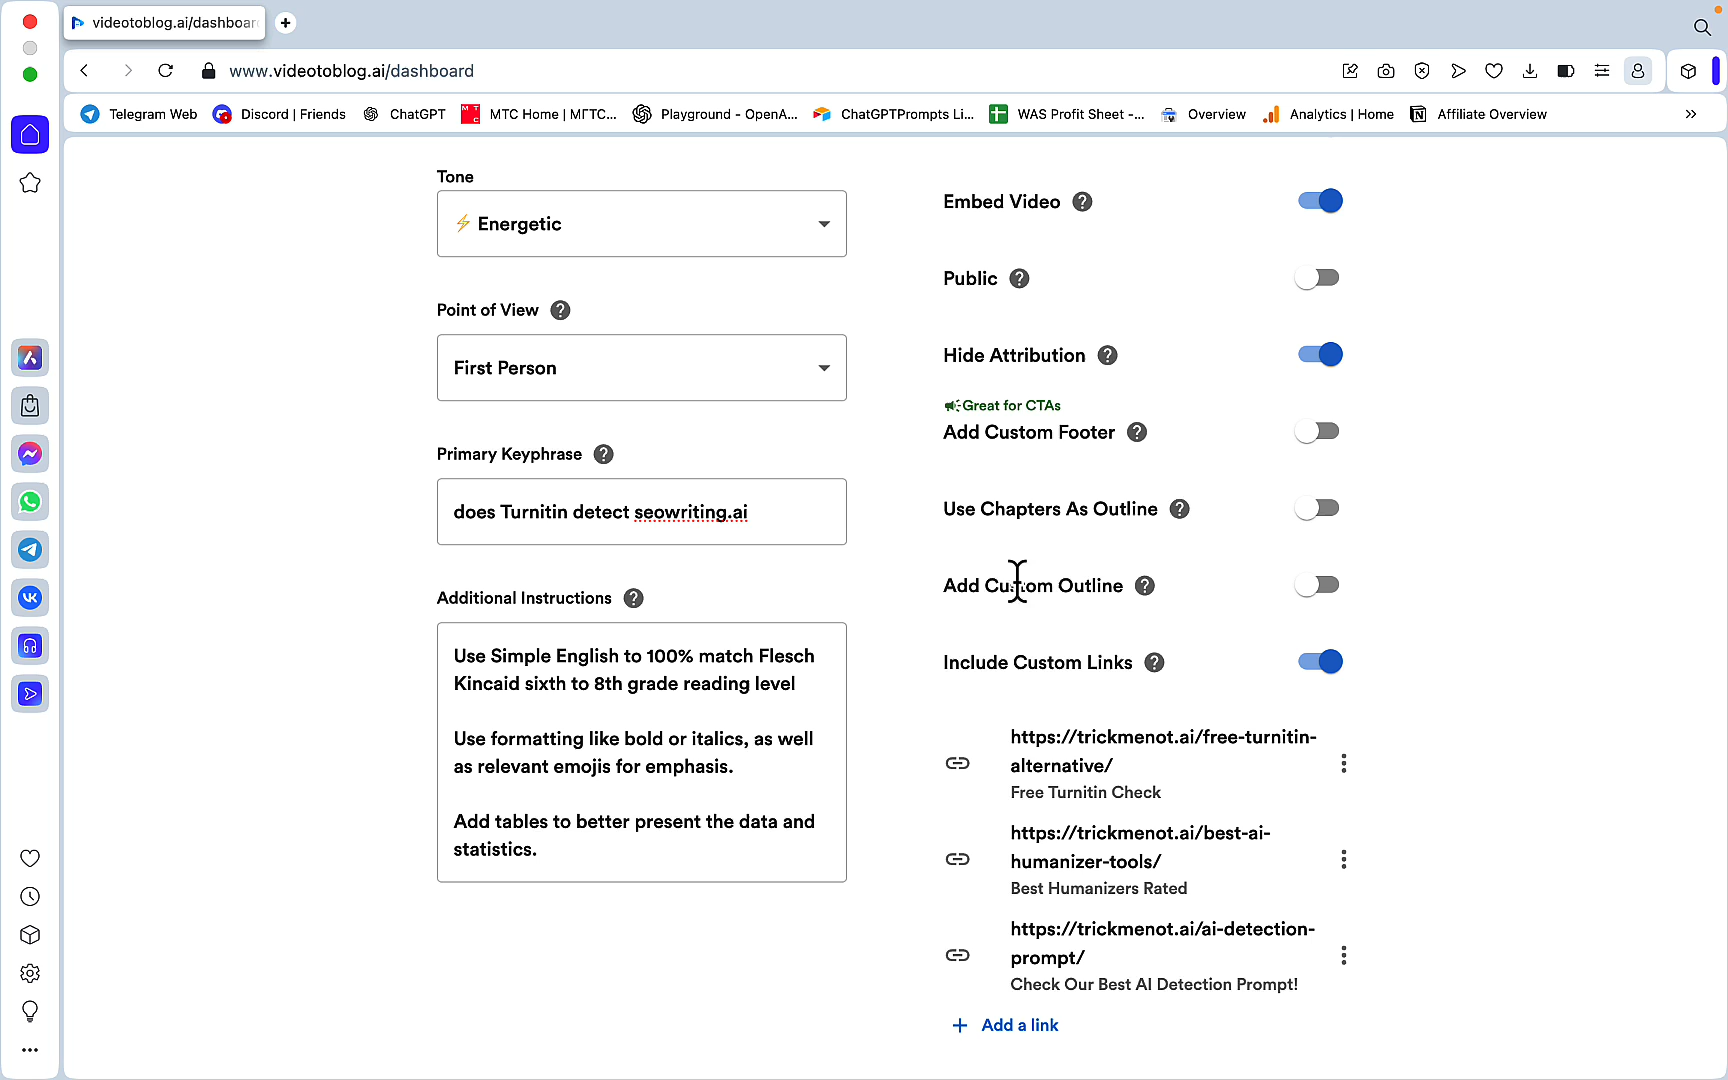 videotoblog.ai/dashboar
www.videotoblog.ai/dashboard
Telegram Web
Discord | Friends
ChatGPT
MTC Home | МГТС...
Playground - OpenA...
ChatGPTPrompts Li...
WAS Profit Sheet -...
Overview
Analytics | Home
Affiliate Overview
Tone
Energetic
Point of View
First Person
Primary Keyphrase
does Turnitin detect seowriting.ai
Additional Instructions
Use Simple English to 100% match Flesch
Kincaid sixth to 8th grade reading level
Use formatting like bold or italics, as well
as relevant emojis for emphasis.
Add tables to better present the data and
statistics.
Embed Video
Public
Hide Attribution
Great for CTAs
Add Custom Footer
Use Chapters As Outline
Add Custom Outline
Include Custom Links
https://trickmenot.ai/free-turnitin-
alternative/
Free Turnitin Check
https://trickmenot.ai/best-ai-
humanizer-tools/
Best Humanizers Rated
https://trickmenot.ai/ai-detection-
prompt/
Check Our Best AI Detection Prompt!
+ Add a link